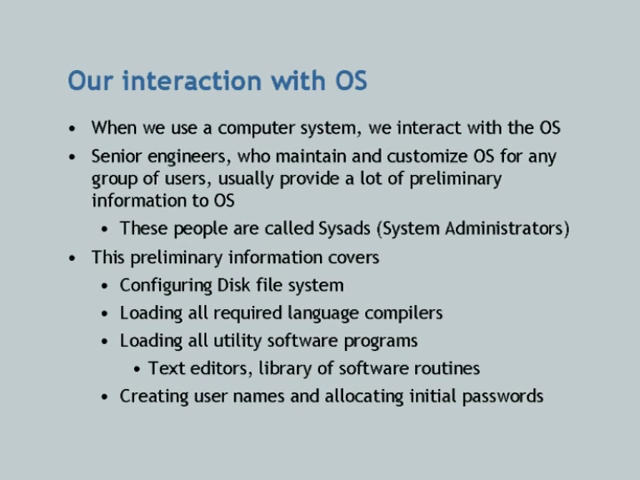 Our interaction with OS
• When we use a computer system, we interact with the OS
• Senior engineers, who maintain and customize OS for any
group of users, usually provide a lot of preliminary
information to OS
• These people are called Sysads (System Administrators)
• This preliminary information covers
• Configuring Disk file system
• Loading all required language compilers
• Loading all utility software programs
• Text editors, library of software routines
• Creating user names and allocating initial passwords